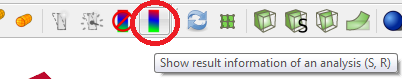 Show result information of an analysis (S, R)